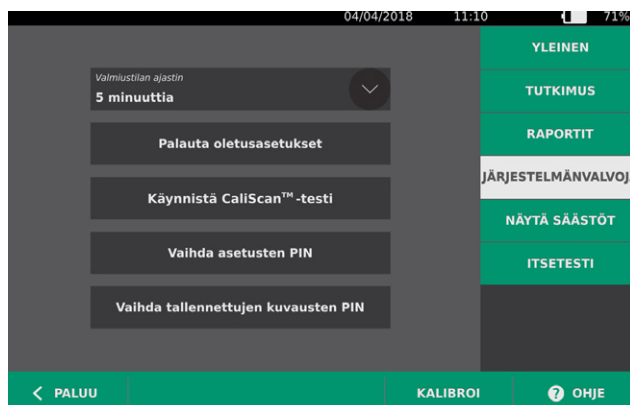 04/04/2018 11:10 71%
Valmiustilan ajastin
5 minuuttia
Palauta oletusasetukset
Käynnistä CaliScan™-testi
Vaihda asetusten PIN
Vaihda tallennettujen kuvausten PIN
YLEINEN
TUTKIMUS
RAPORTIT
JÄRJESTELMÄNVALVOJ
NÄYTÄ SÄÄSTÖT
ITSETESTI
PALUU
KALIBROI
? OHJE